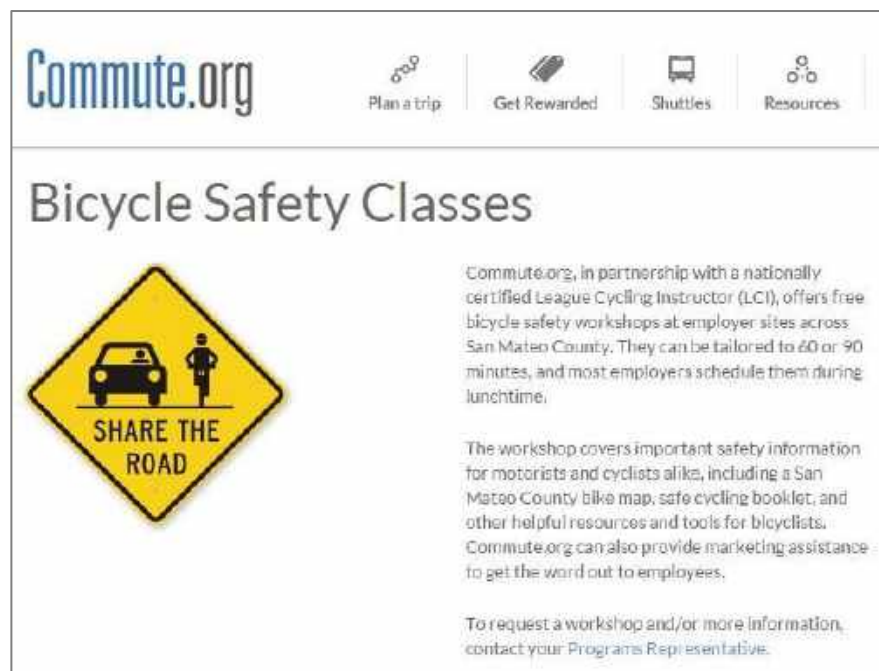 Commute.org
Plan a trip
Get Rewarded
Shuttles
Resources
Bicycle Safety Classes
SHARE THE
ROAD
Commute.org, in partnership with a nationally
certified League Cycling Instructor (LCI), offers free
bicycle safety workshops at employer sites across
San Mateo County. They can be tailored to 60 or 90
minutes, and most employers schedule them during
lunchtime.
The workshop covers important safety information
for motorists and cyclists alike, including a San
Mateo County bike map, safe cycling booklet, and
other helpful resources and tools for bicyclists.
Commute.org can also provide marketing assistance
to get the word out to employees.
To request a workshop and/or more information,
contact your Programs Representative.